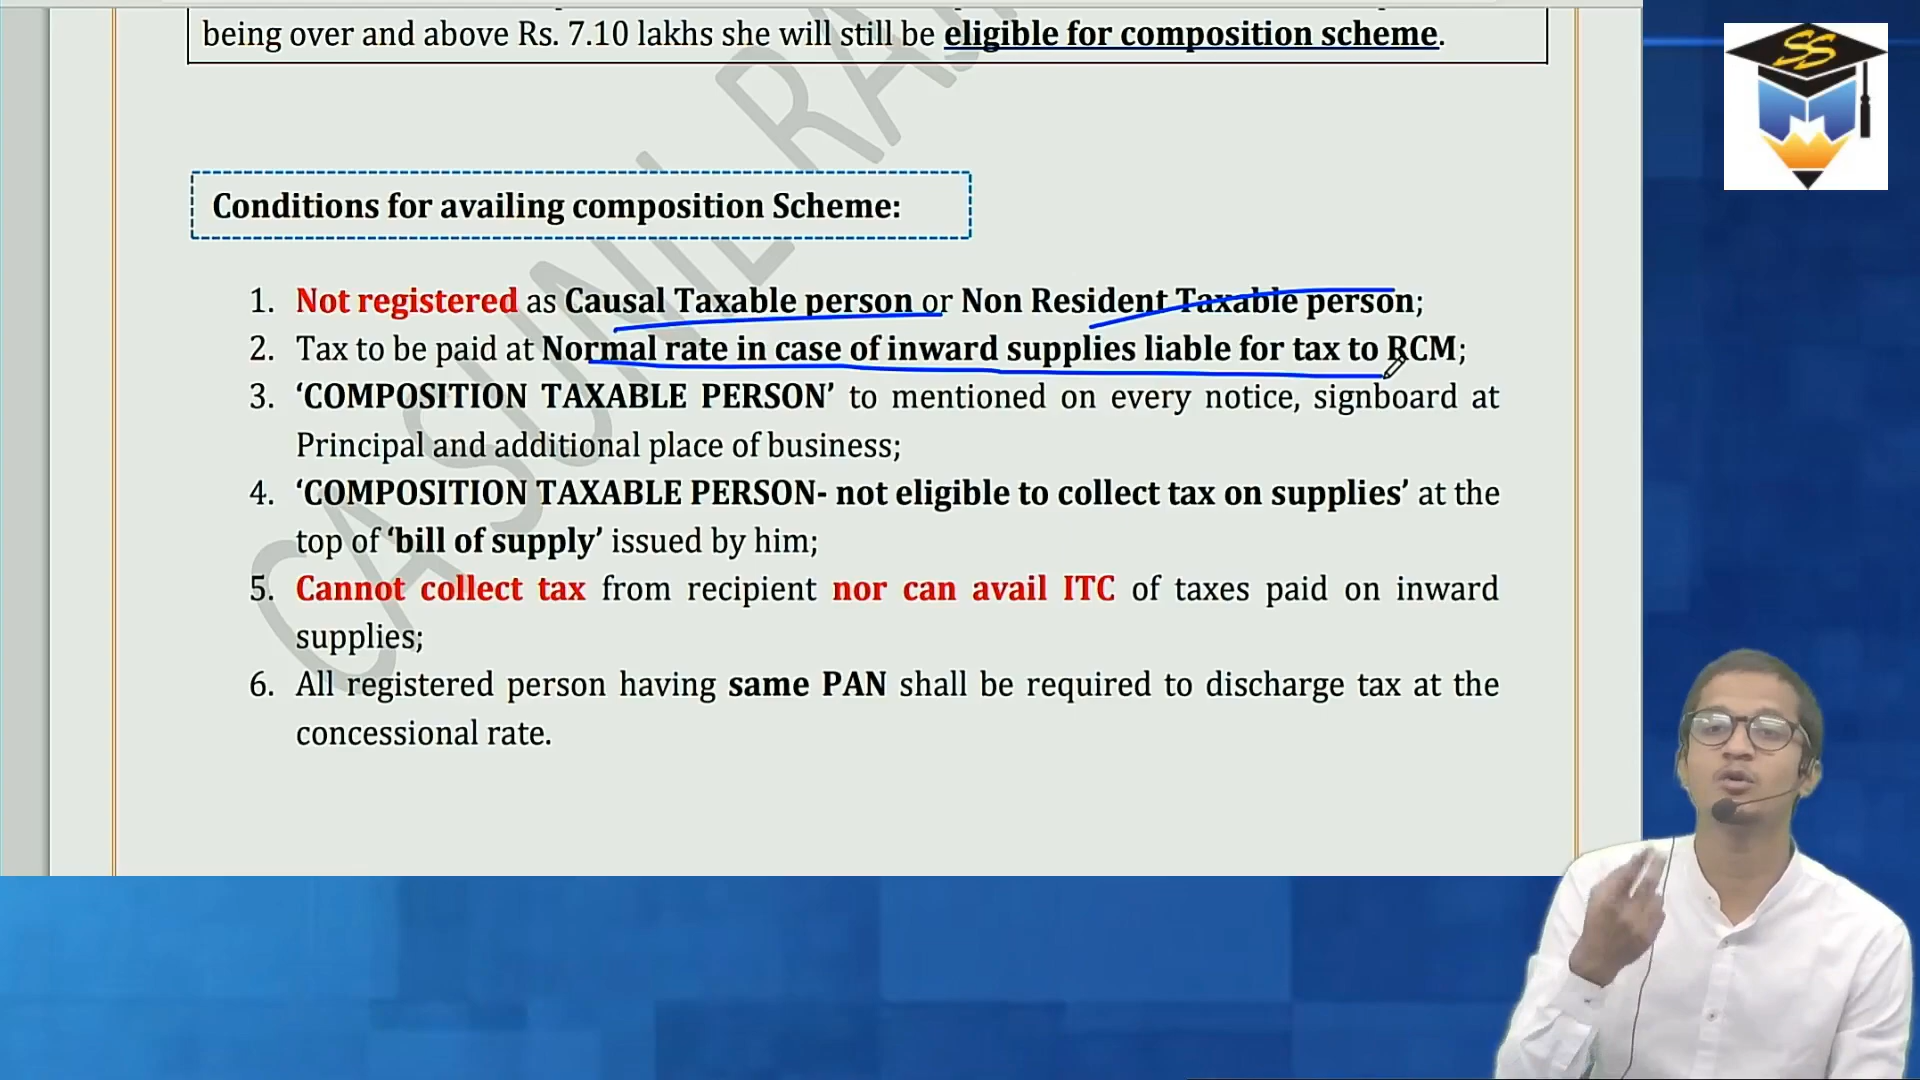 being over and above Rs. 7.10 lakhs she will still be eligible for composition scheme.
SS
Conditions for availing composition Scheme:
1. Not registered as Causal Taxable person or Non Resident Taxable person;
2. Tax to be paid at Normal rate in case of inward supplies liable for tax to RCM;
3. ‘COMPOSITION TAXABLE PERSON’ to mentioned on every notice, signboard at
Principal and additional place of business;
4. ‘COMPOSITION TAXABLE PERSON- not eligible to collect tax on supplies’ at the
top of ‘bill of supply’ issued by him;
5. Cannot collect tax from recipient nor can avail ITC of taxes paid on inward
supplies;
6. All registered person having same PAN shall be required to discharge tax at the
concessional rate.
CA SUNIL